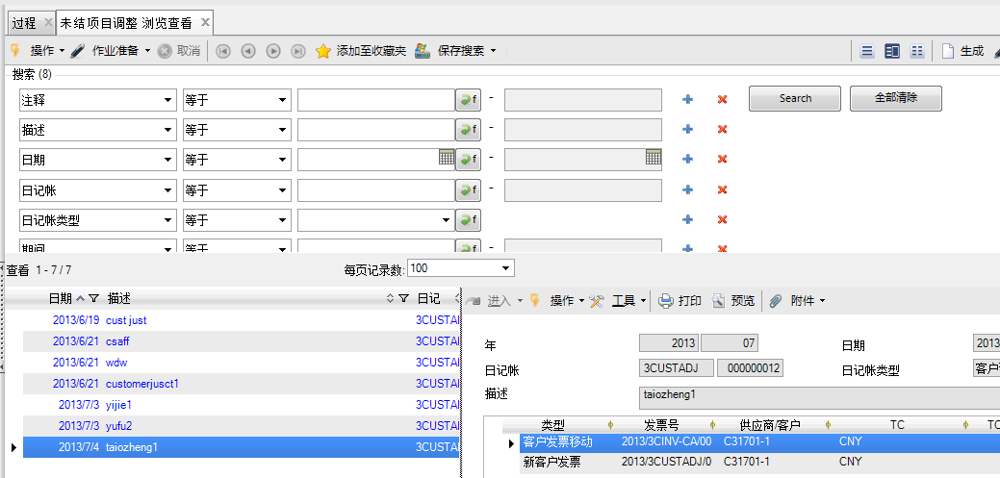 过程 未结项目调整 浏览查看
操作 作业准备 取消 添加至收藏夹 保存搜索 生成
搜索 (8)
注释 等于 f - Search 全部清除
描述 等于 f -
日期 等于 f -
日记帐 等于 f -
日记帐类型 等于 f
期间 等于 f -
查看 1 - 7 / 7 每页记录数: 100
日期 描述 日记
2013/6/19 cust just 3CUSTA
2013/6/21 csaff 3CUSTA
2013/6/21 wdw 3CUSTA
2013/6/21 customerjusct1 3CUSTA
2013/7/3 yijie1 3CUSTA
2013/7/3 yufu2 3CUSTA
2013/7/4 taiozheng1 3CUSTA
进入 操作 工具 打印 预览 附件
年 2013 07 日期 2013
日记帐 3CUSTADJ 000000012 日记帐类型 客户
描述 taiozheng1
类型 发票号 供应商/客户 TC TC
客户发票移动 2013/3CINV-CA/00 C31701-1 CNY
新客户发票 2013/3CUSTADJ/0 C31701-1 CNY